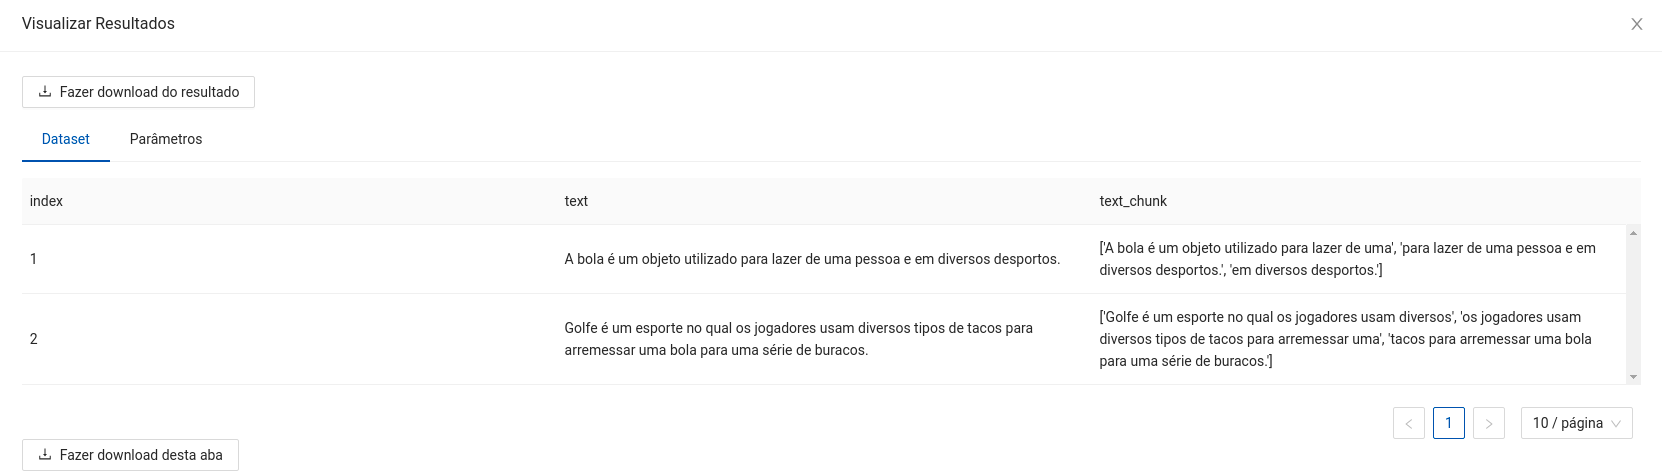 Visualizar Resultados
Fazer download do resultado
Dataset Parâmetros
index text text_chunk
1 A bola é um objeto utilizado para lazer de uma pessoa e em diversos desportos.
['A bola é um objeto utilizado para lazer de uma', 'para lazer de uma pessoa e em
diversos desportos.', 'em diversos desportos.']
2
Golfe é um esporte no qual os jogadores usam diversos tipos de tacos para
arremessar uma bola para uma série de buracos.
['Golfe é um esporte no qual os jogadores usam diversos', 'os jogadores usam
diversos tipos de tacos para arremessar uma', 'tacos para arremessar uma bola
para uma série de buracos.']
1 10 / página
Fazer download desta aba